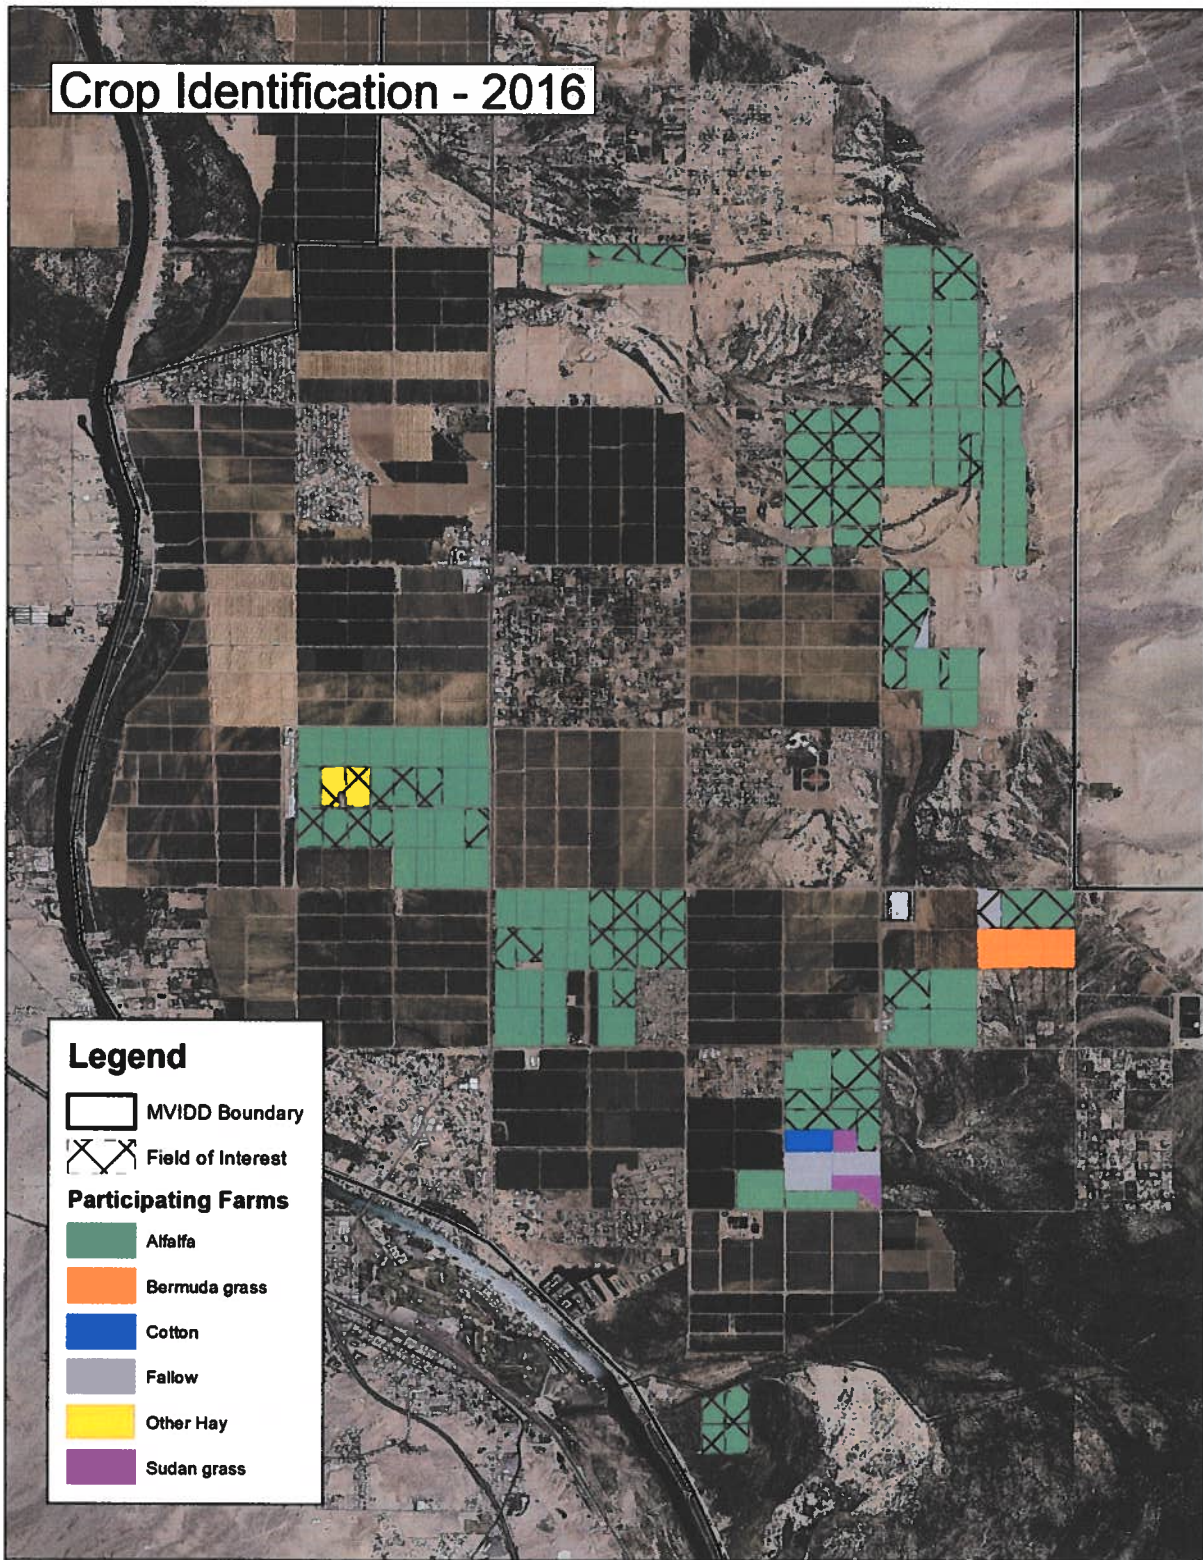 Crop Identification - 2016
Legend
MVIDD Boundary
Field of Interest
Participating Farms
Alfalfa
Bermuda grass
Cotton
Fallow
Other Hay
Sudan grass